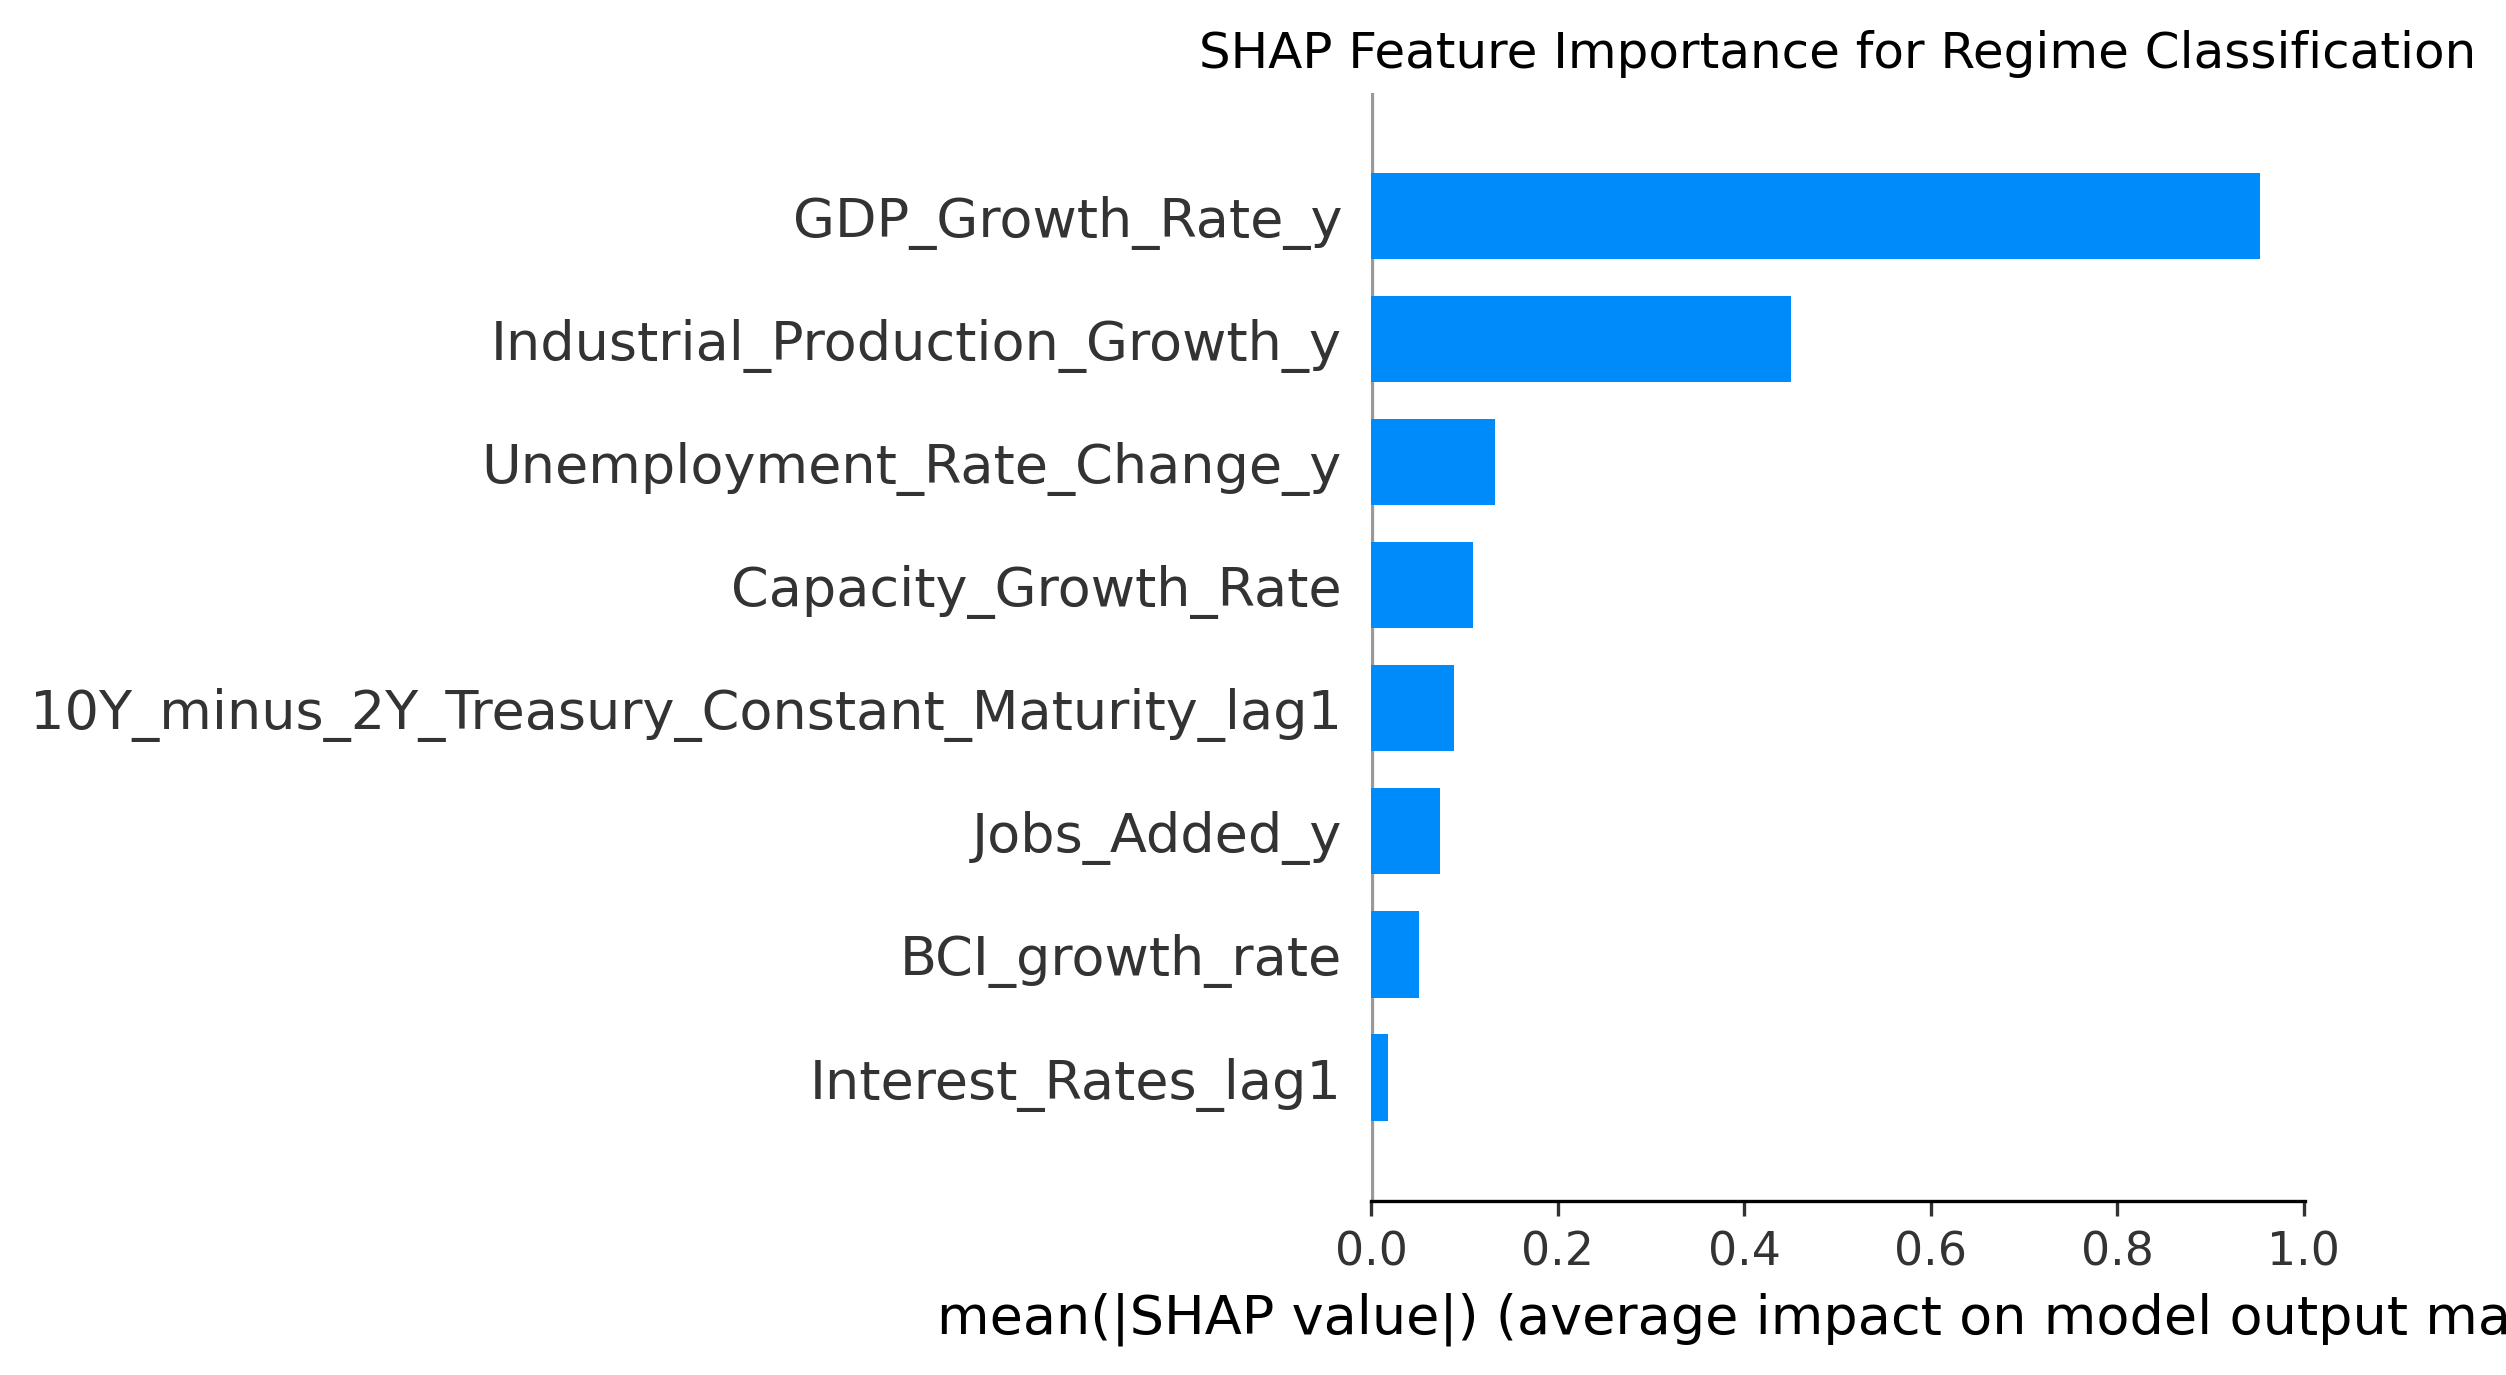 SHAP Feature Importance for Regime Classification
GDP_Growth_Rate_y
Industrial_Production_Growth_y
Unemployment_Rate_Change_y
Capacity_Growth_Rate
10Y_minus_2Y_Treasury_Constant_Maturity_lag1
Jobs_Added_y
BCI_growth_rate
Interest_Rates_lag1
0.0 0.2 0.4 0.6 0.8 1.0
mean(|SHAP value|) (average impact on model output ma